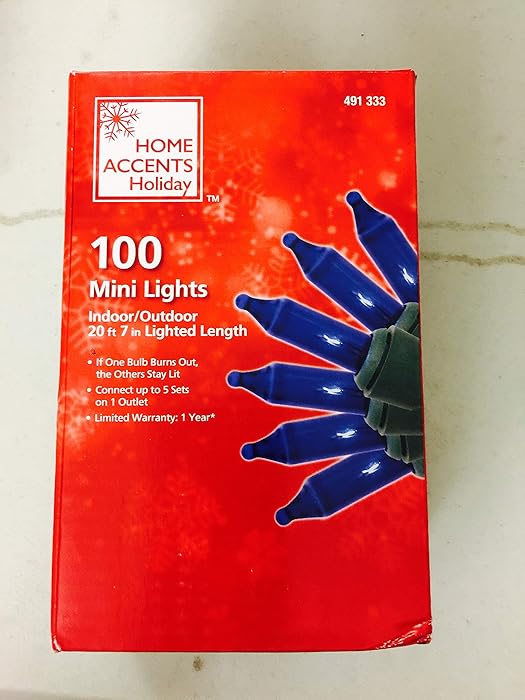 491 333
HOME
ACCENTS
Holiday
TM
100
Mini Lights
Indoor/Outdoor
20 ft 7 in Lighted Length
• If One Bulb Burns Out,
the Others Stay Lit
• Connect up to 5 Sets
on 1 Outlet
• Limited Warranty: 1 Year*